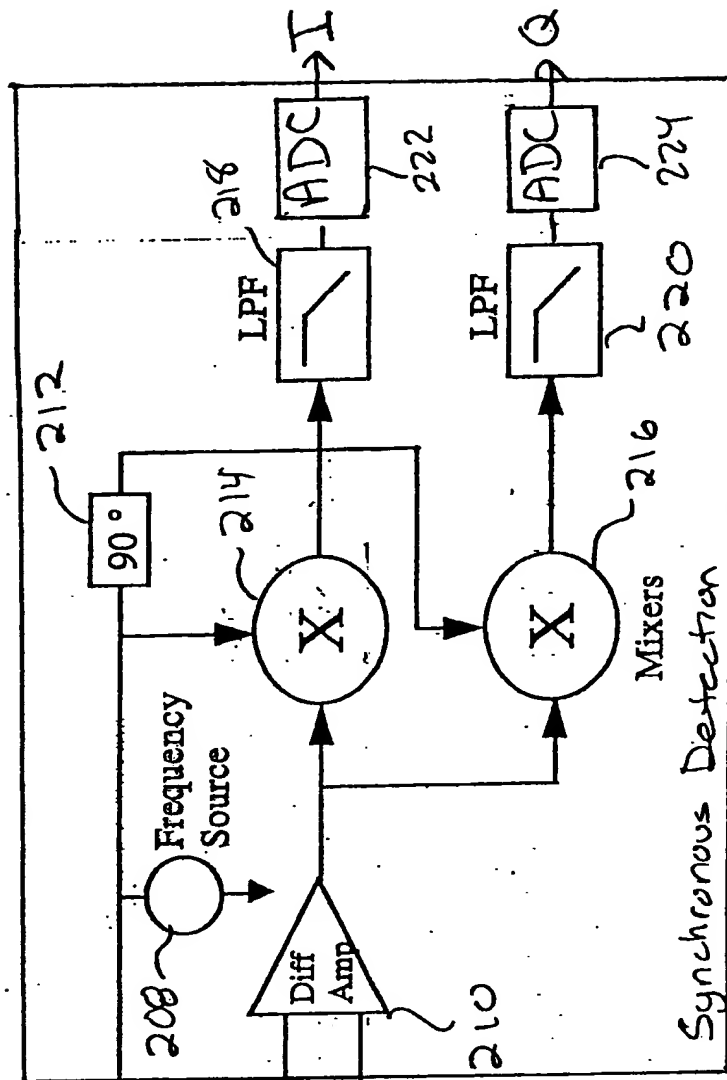 212
90°
218
LPF
ADC
I
222
Frequency
Source
214
X
208
Diff
Amp
210
LPF
ADC
Q
224
220
X
216
Mixers
Synchronous Detection